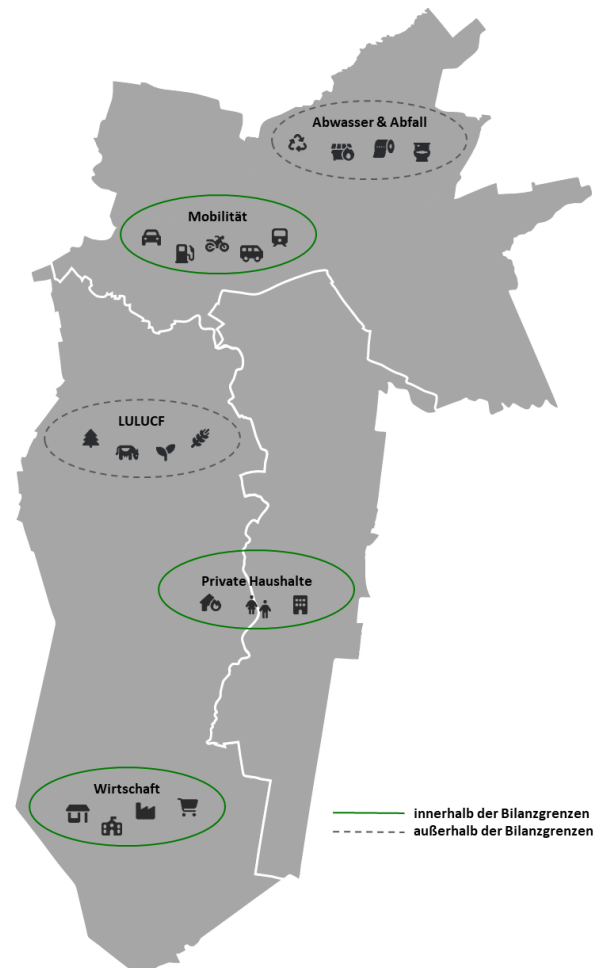 Abwasser & Abfall
Mobilität
LULUCF
Private Haushalte
Wirtschaft
innerhalb der Bilanzgrenzen
außerhalb der Bilanzgrenzen